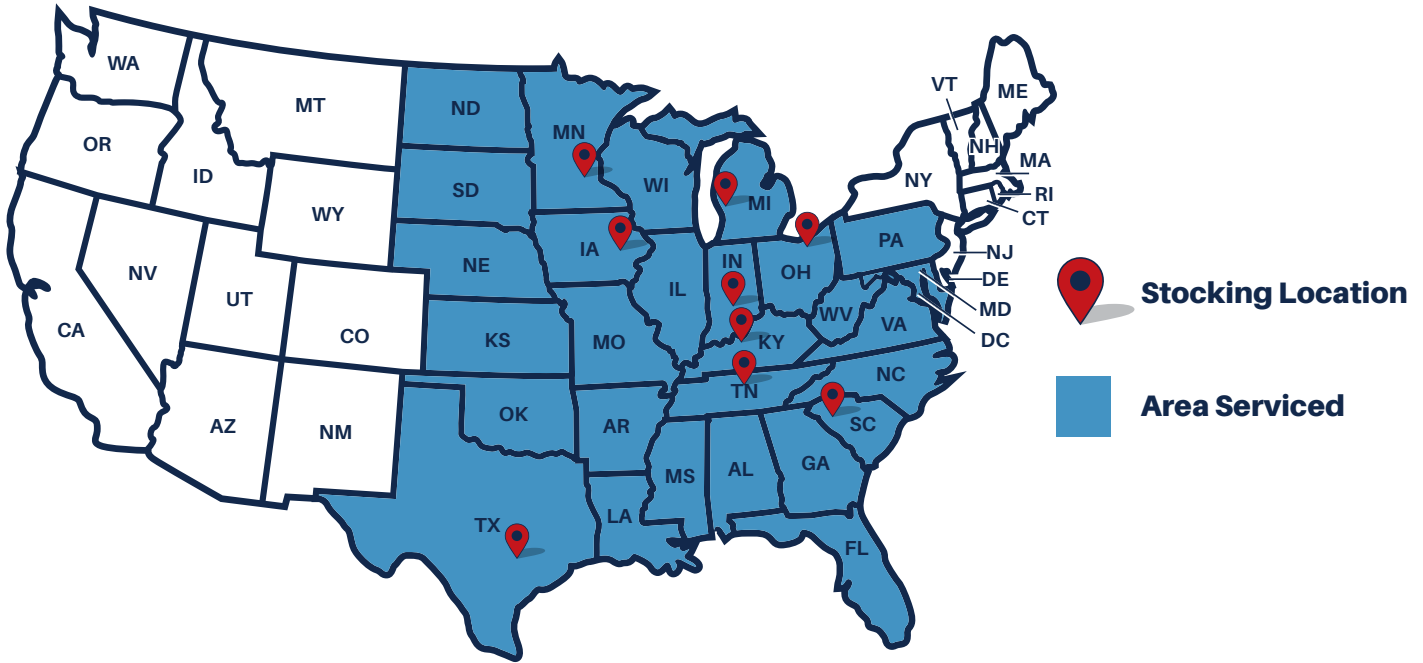 WA
OR
CA
ID
NV
MT
WY
UT
CO
AZ
NM
ND
SD
NE
KS
OK
TX
MN
IA
MO
AR
LA
WI
IL
MS
MI
IN
KY
TN
AL
OH
WV
VA
NC
SC
GA
FL
PA
NY
VT
NH
ME
MA
RI
CT
NJ
DE
MD
DC
Stocking Location
Area Serviced